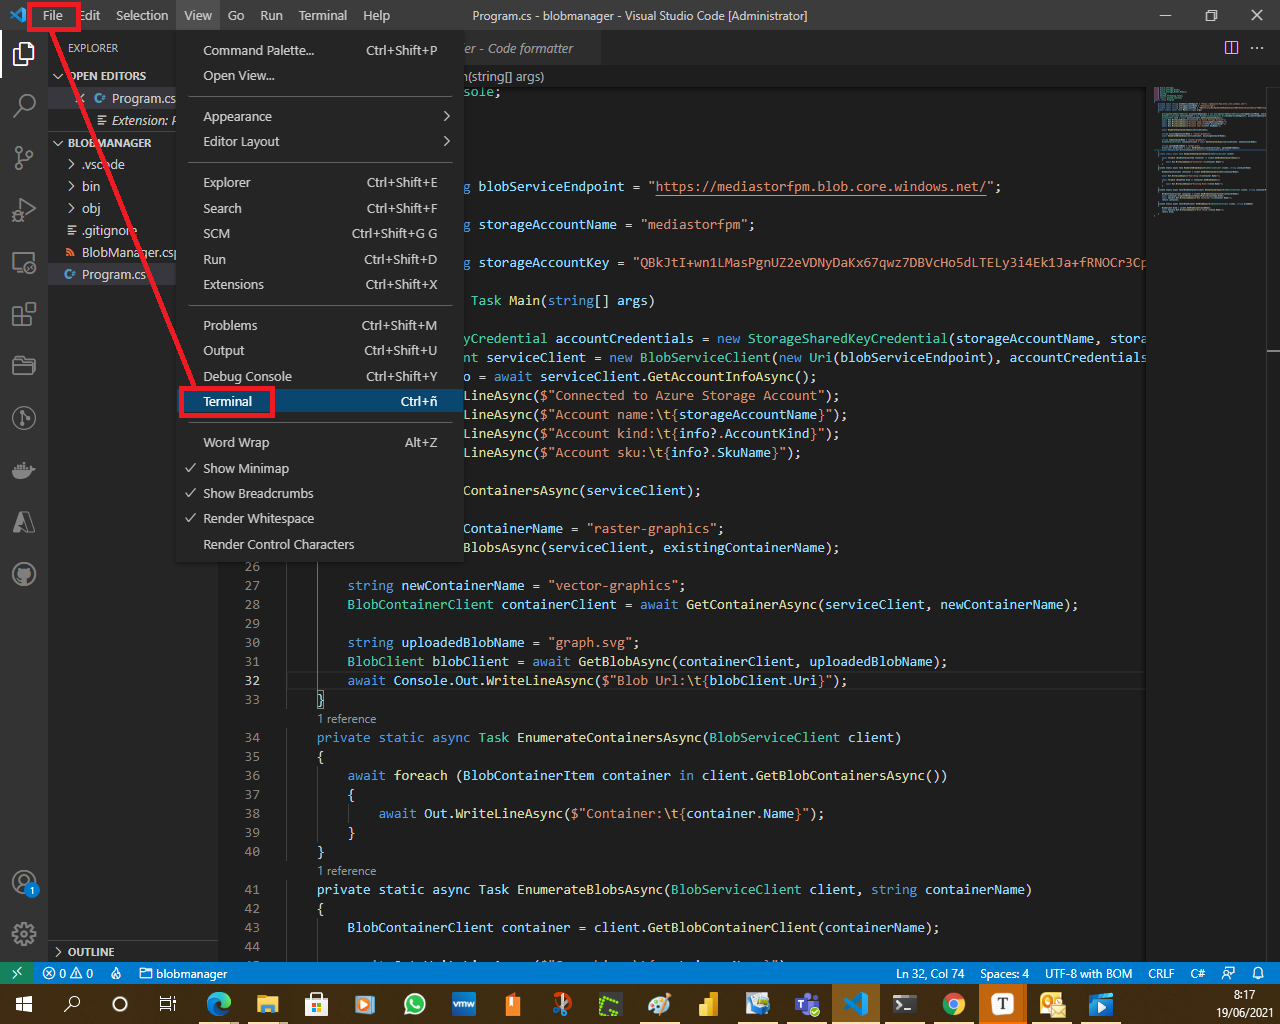 File Edit Selection View Go Run Terminal Help
Program.cs - blobmanager - Visual Studio Code [Administrator]
EXPLORER
OPEN EDITORS
Program.cs
Extension:
BLOBMANAGER
.vscode
bin
obj
.gitignore
BlobManager.csp
Program.cs
OUTLINE
Command Palette... Ctrl+Shift+P
Open View...
Appearance
Editor Layout
Explorer Ctrl+Shift+E
Search Ctrl+Shift+F
SCM Ctrl+Shift+G G
Run Ctrl+Shift+D
Extensions Ctrl+Shift+X
Problems Ctrl+Shift+M
Output Ctrl+Shift+U
Debug Console Ctrl+Shift+Y
Terminal Ctrl+ñ
Word Wrap Alt+Z
Show Minimap
Show Breadcrumbs
Render Whitespace
Render Control Characters
er - Code formatter
n(string[] args)
sole;
g blobServiceEndpoint = "https://mediastorfpm.blob.core.windows.net/";
g storageAccountName = "mediastorfpm";
g storageAccountKey = "QBkJtI+wn1LMasPgnUZ2eVDNyDaKx67qwz7DBVcHo5dLTELy3i4Ek1Ja+fRNOCr3Cp
Task Main(string[] args)
yCredential accountCredentials = new StorageSharedKeyCredential(storageAccountName, stora
nt serviceClient = new BlobServiceClient(new Uri(blobServiceEndpoint), accountCredentials
o = await serviceClient.GetAccountInfoAsync();
LineAsync($"Connected to Azure Storage Account");
LineAsync($"Account name:\t{storageAccountName}");
LineAsync($"Account kind:\t{info?.AccountKind}");
LineAsync($"Account sku:\t{info?.SkuName}");
ContainersAsync(serviceClient);
ContainerName = "raster-graphics";
BlobsAsync(serviceClient, existingContainerName);
26
27 string newContainerName = "vector-graphics";
28 BlobContainerClient containerClient = await GetContainerAsync(serviceClient, newContainerName);
29
30 string uploadedBlobName = "graph.svg";
31 BlobClient blobClient = await GetBlobAsync(containerClient, uploadedBlobName);
32 await Console.Out.WriteLineAsync($"Blob Url:\t{blobClient.Uri}");
33 }
1 reference
34 private static async Task EnumerateContainersAsync(BlobServiceClient client)
35 {
36 await foreach (BlobContainerItem container in client.GetBlobContainersAsync())
37 {
38 await Out.WriteLineAsync($"Container:\t{container.Name}");
39 }
40 }
1 reference
41 private static async Task EnumerateBlobsAsync(BlobServiceClient client, string containerName)
42 {
43 BlobContainerClient container = client.GetBlobContainerClient(containerName);
44
1
0 0 blobmanager Ln 32, Col 74 Spaces: 4 UTF-8 with BOM CRLF C#
vmw
T
8:17
19/06/2021